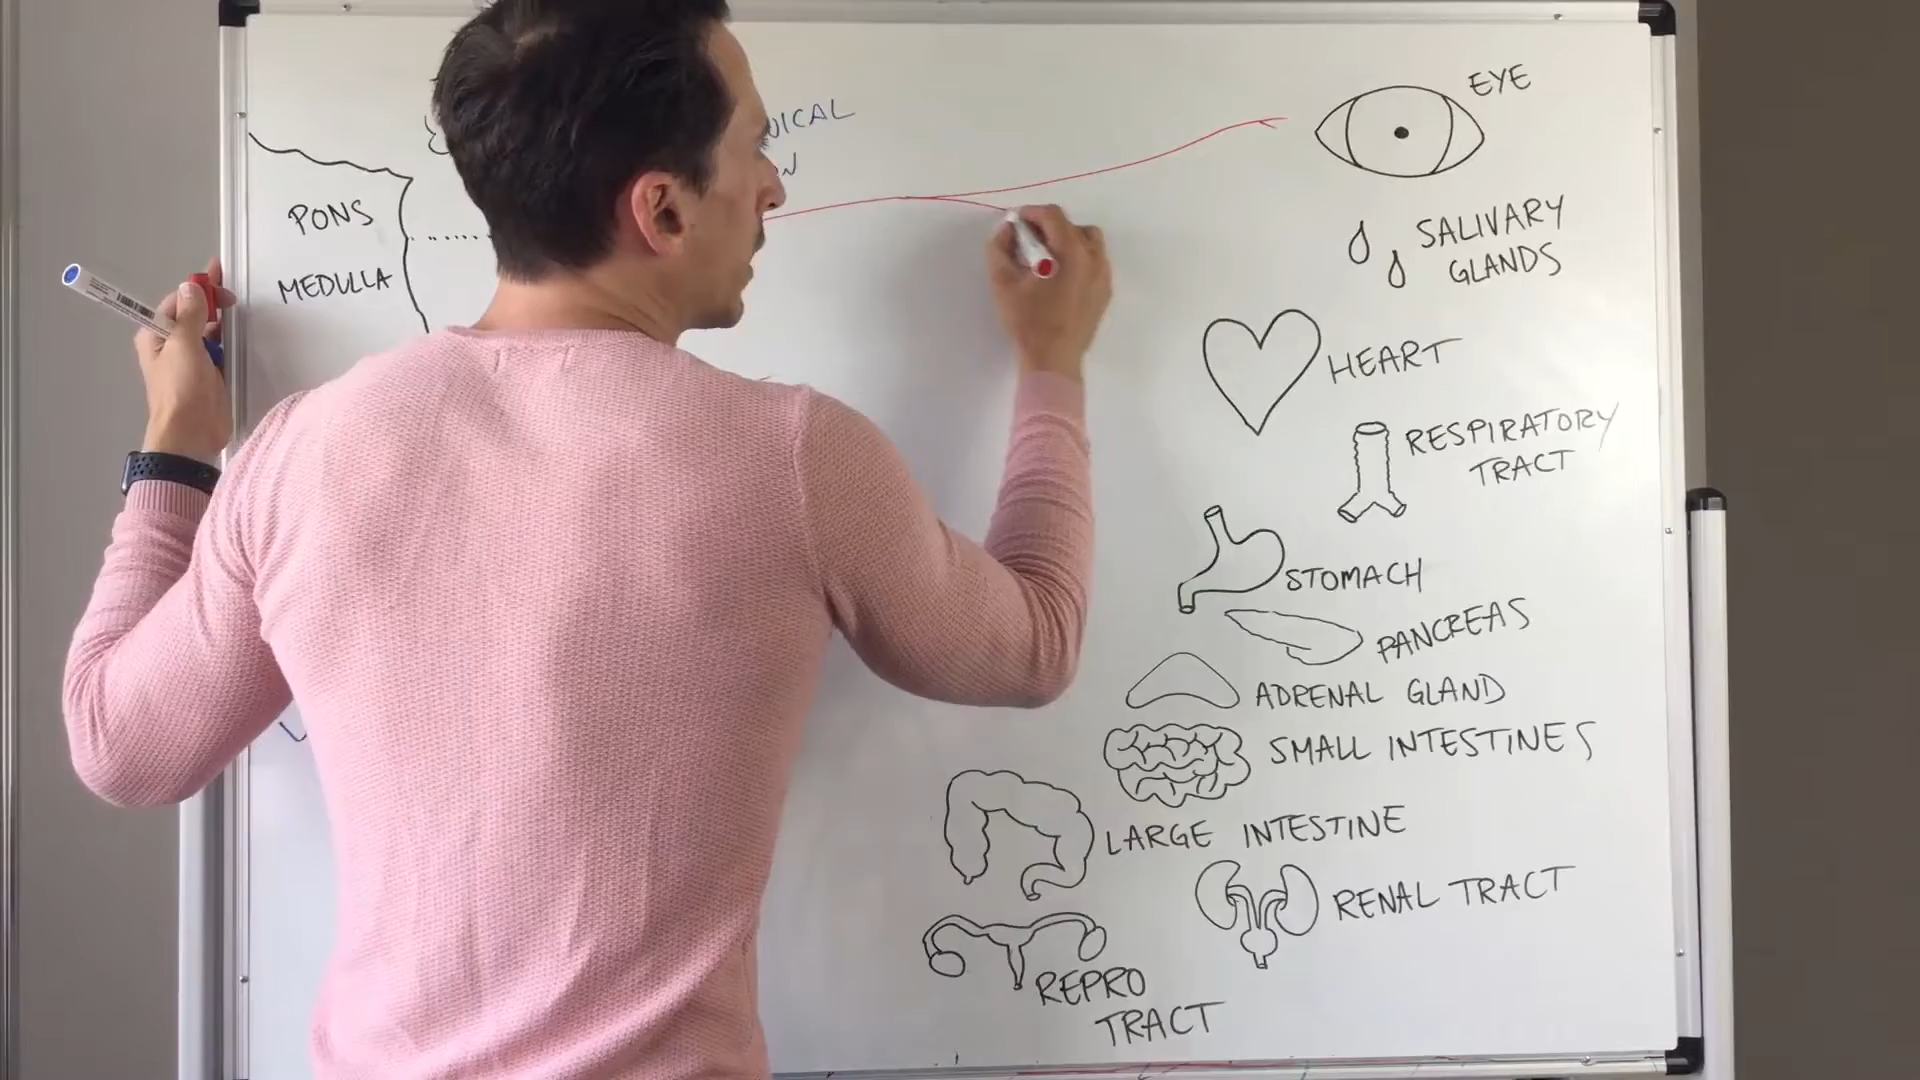 PONS
MEDULLA
EYE
SALIVARY
GLANDS
HEART
RESPIRATORY
TRACT
STOMACH
PANCREAS
ADRENAL GLAND
SMALL INTESTINES
LARGE INTESTINE
RENAL TRACT
REPRO
TRACT